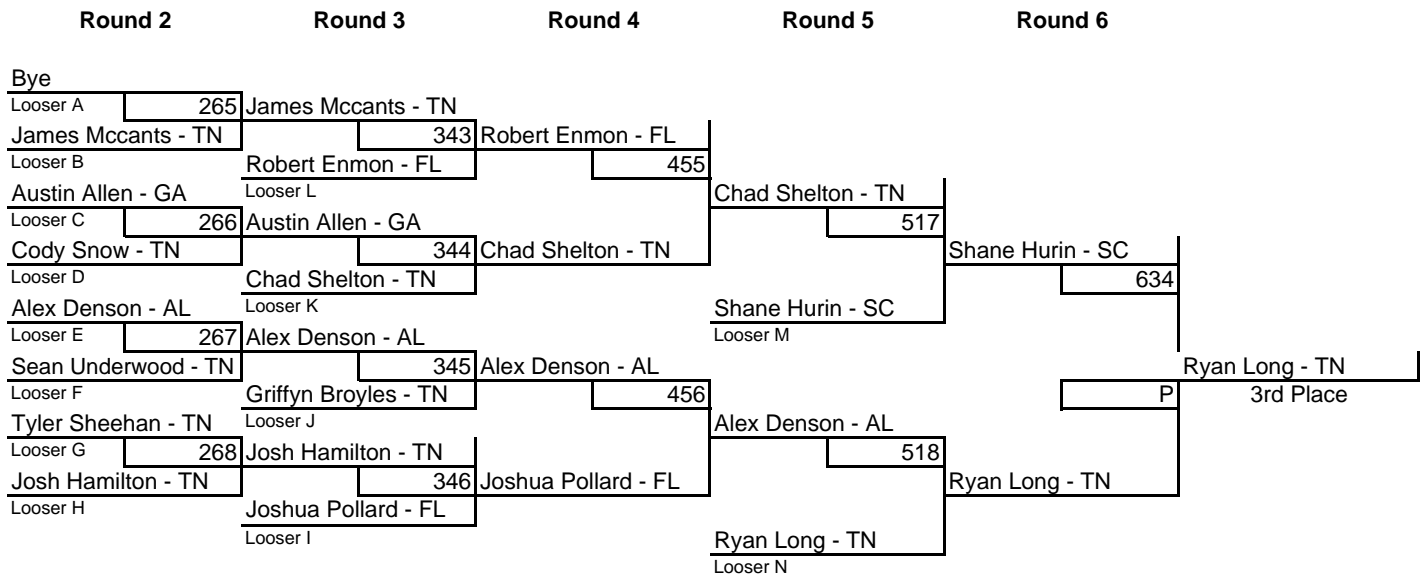 Round 2 Round 3 Round 4 Round 5 Round 6
Bye
Looser A 265 James Mccants - TN
James Mccants - TN 343 Robert Enmon - FL
Looser B Robert Enmon - FL 455
Austin Allen - GA Looser L Chad Shelton - TN
Looser C 266 Austin Allen - GA 517
Cody Snow - TN 344 Chad Shelton - TN Shane Hurin - SC
Looser D Chad Shelton - TN 634
Alex Denson - AL Looser K Shane Hurin - SC
Looser E 267 Alex Denson - AL Looser M
Sean Underwood - TN 345 Alex Denson - AL Ryan Long - TN
Looser F Griffyn Broyles - TN 456 P 3rd Place
Tyler Sheehan - TN Looser J Alex Denson - AL
Looser G 268 Josh Hamilton - TN 518
Josh Hamilton - TN 346 Joshua Pollard - FL Ryan Long - TN
Looser H Joshua Pollard - FL
Looser I Ryan Long - TN
Looser N